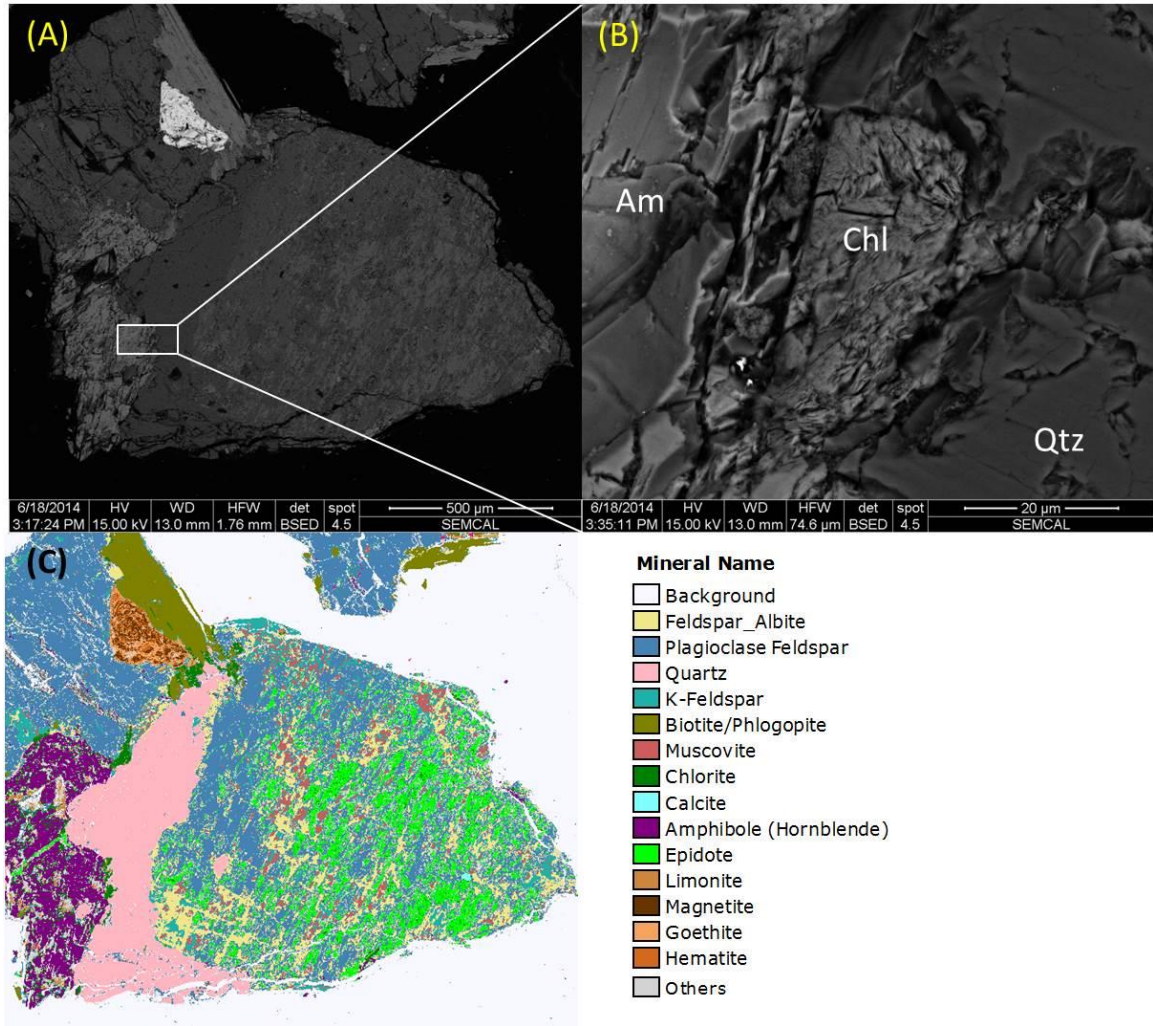 (A)
(B)
Am
Chl
Qtz
6/18/2014 HV WD HFW det spot 500 µm
3:17:24 PM 15.00 kV 13.0 mm 1.76 mm BSED 4.5 SEMCAL
6/18/2014 HV WD HFW det spot 20 µm
3:35:11 PM 15.00 kV 13.0 mm 74.6 µm BSED 4.5 SEMCAL
(C)
Mineral Name
Background
Feldspar_Albite
Plagioclase Feldspar
Quartz
K-Feldspar
Biotite/Phlogopite
Muscovite
Chlorite
Calcite
Amphibole (Hornblende)
Epidote
Limonite
Magnetite
Goethite
Hematite
Others